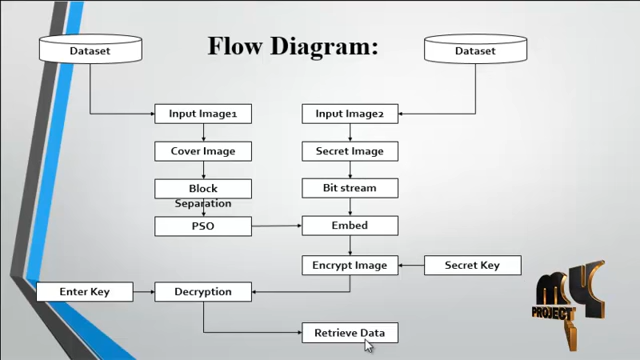 Flow Diagram:
Dataset
Dataset
Input Image1
Input Image2
Cover Image
Secret Image
Block
Separation
Bit stream
PSO
Embed
Encrypt Image
Secret Key
Enter Key
Decryption
Retrieve Data
MY
PROJECT